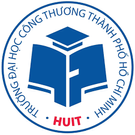 TRƯỜNG ĐẠI HỌC CÔNG THƯƠNG THÀNH PHỐ HỒ CHÍ MINH
HUIT